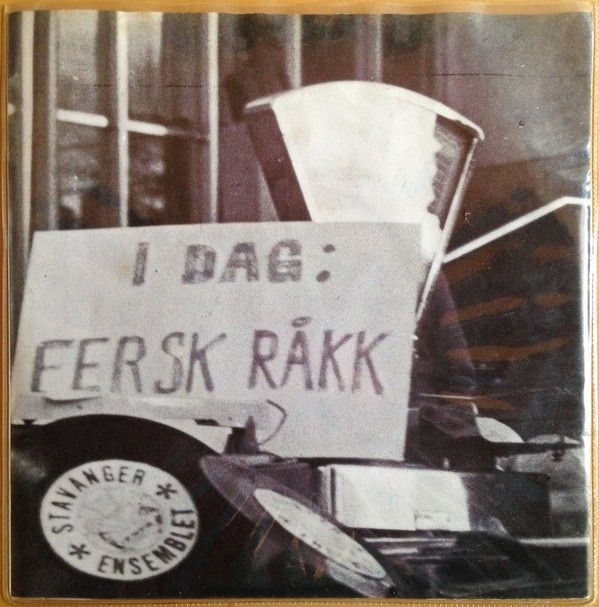 I DAG:
FERSK RÅKK
STAVANGER
* ENSEMBLET *